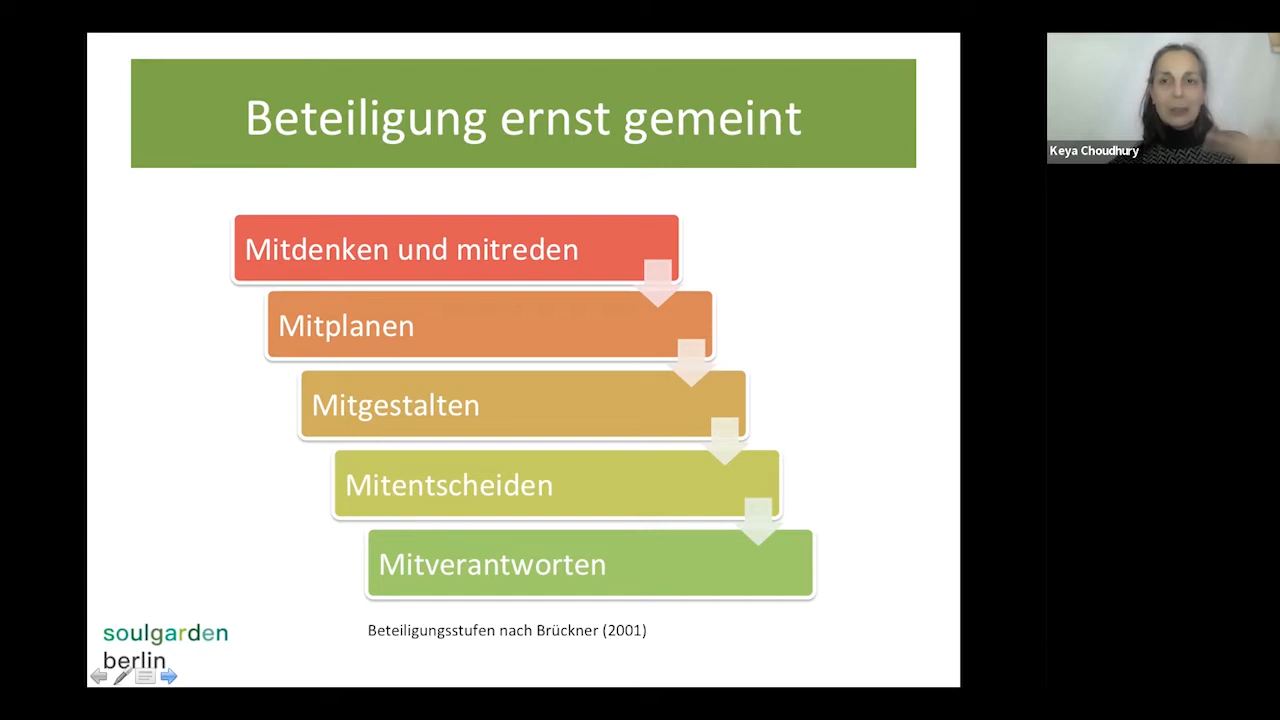 Beteiligung ernst gemeint
Mitdenken und mitreden
Mitplanen
Mitgestalten
Mitentscheiden
Mitverantworten
Beteiligungsstufen nach Brückner (2001)
soulgarden
berlin
Keya Choudhury